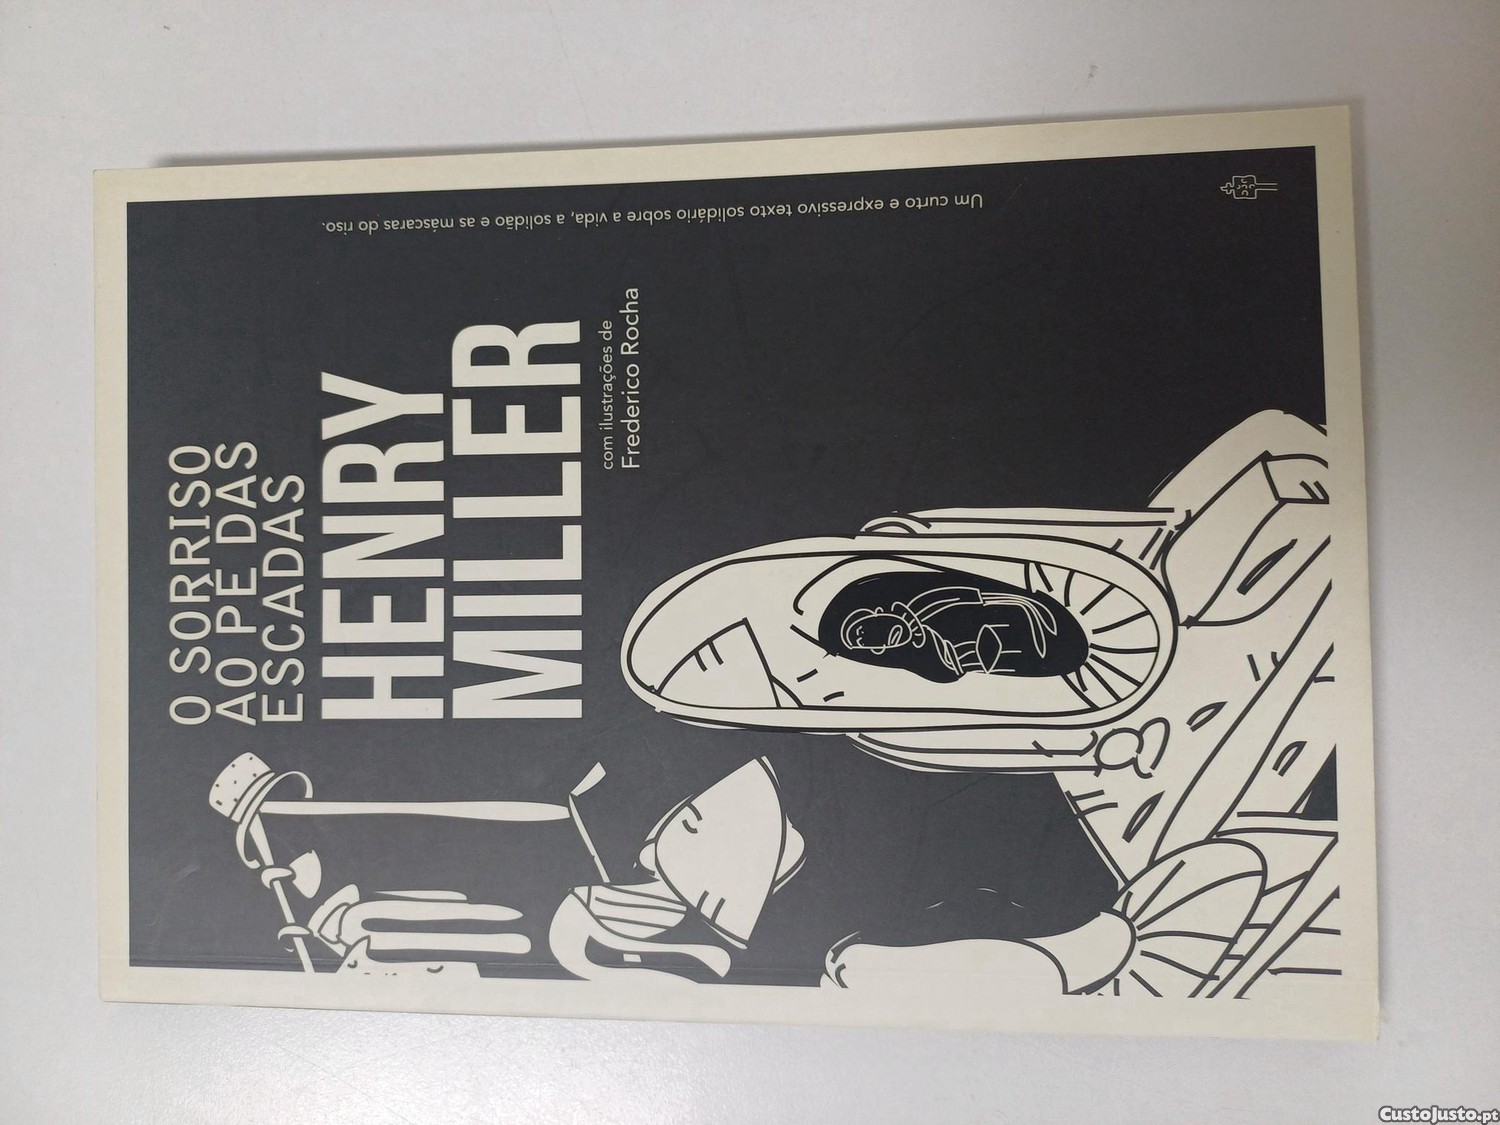 O SORRISO
AO PÉ DAS
ESCADAS
HENRY
MILLER
com ilustrações de
Frederico Rocha
Um curto e expressivo texto solidário sobre a vida, a solidão e as máscaras do riso.
CustoJusto.pt